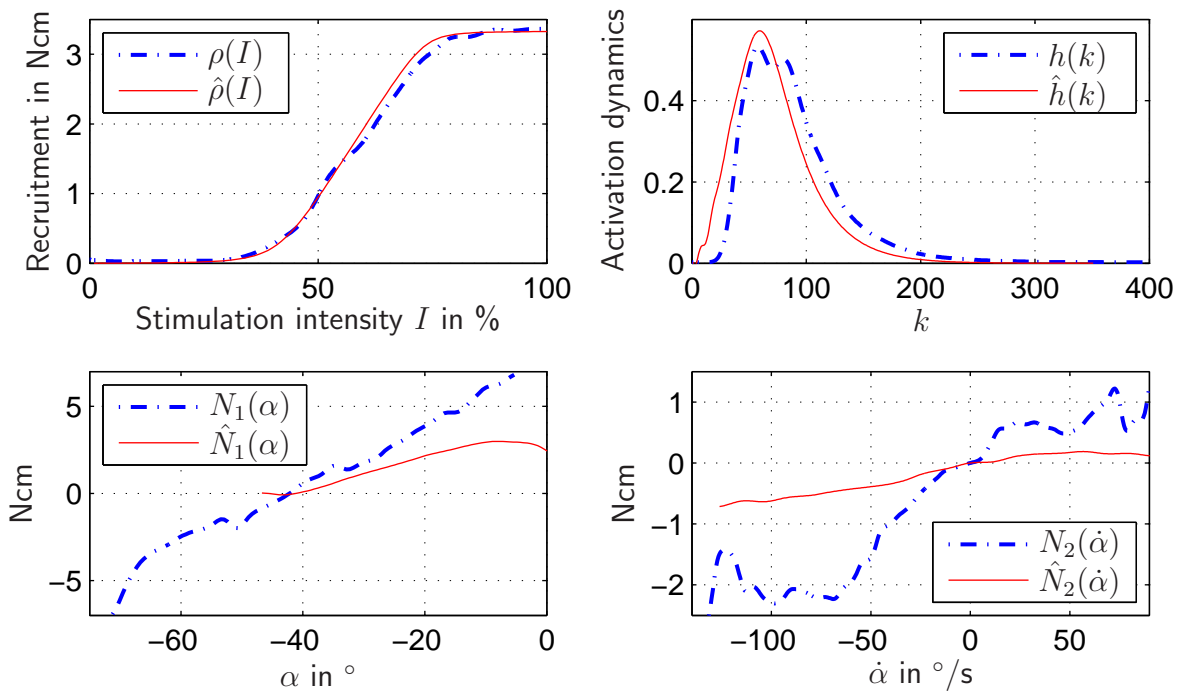 Recruitment in Ncm
3
2
1
0
ρ(I)
ρ̂(I)
0 50 100
Stimulation intensity I in %
Activation dynamics
0.4
0.2
0
h(k)
ĥ(k)
0 100 200 300 400
k
Ncm
5
0
−5
N₁(α)
N̂₁(α)
−60 −40 −20 0
α in °
Ncm
1
0
−1
−2
N₂(α̇)
N̂₂(α̇)
−100 −50 0 50
α̇ in °/s